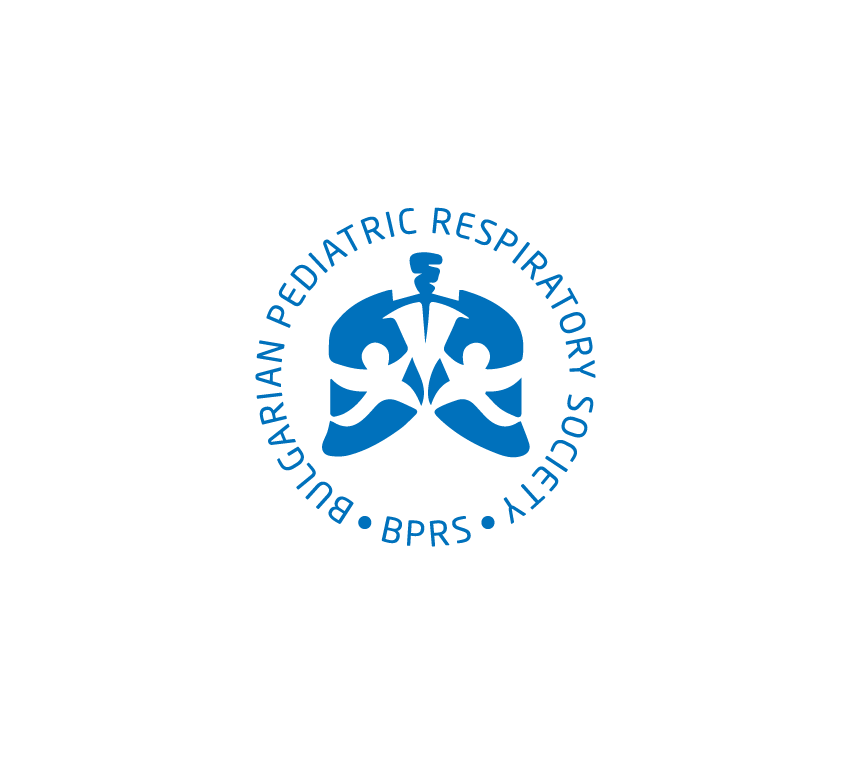 BULGARIAN PEDIATRIC RESPIRATORY SOCIETY
• BPRS •